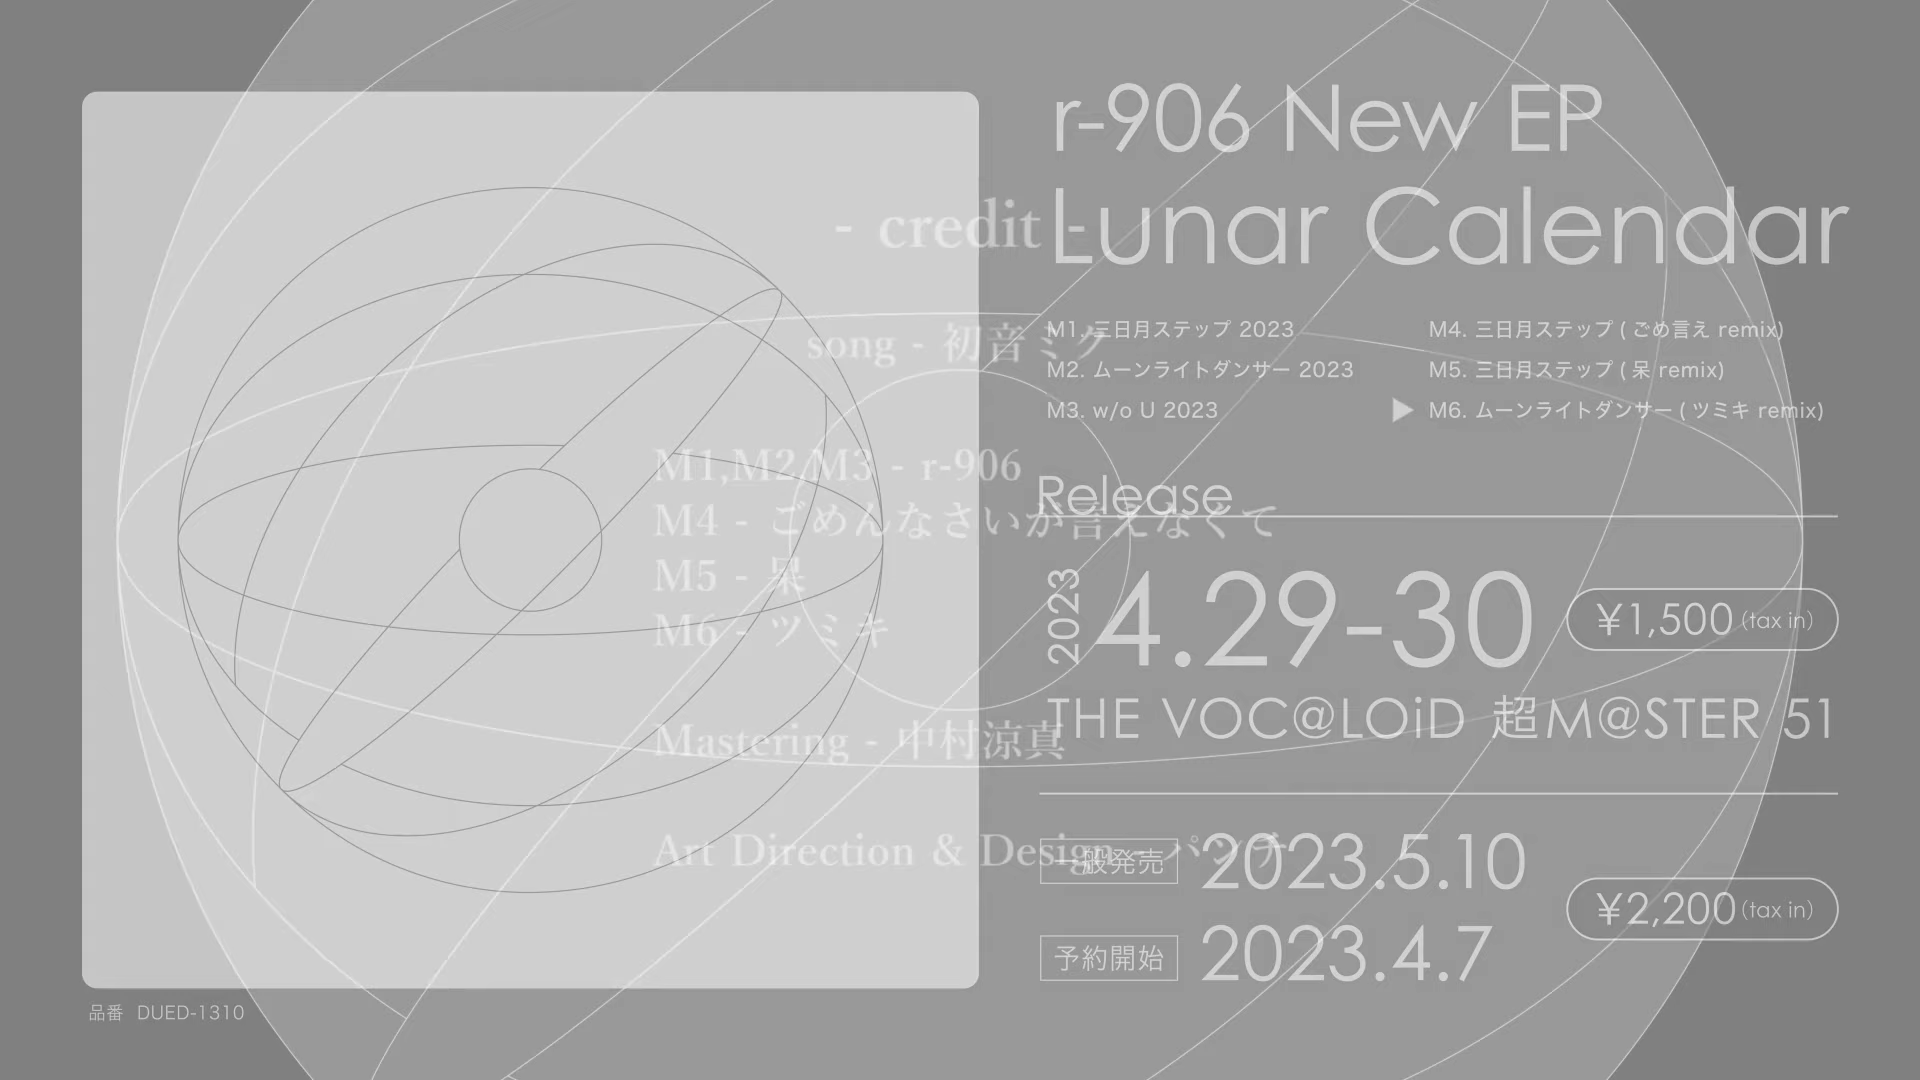 r-906 New EP
Lunar Calendar
M1. 三日月ステップ 2023
M2. ムーンライトダンサー 2023
M3. w/o U 2023
M4. 三日月ステップ ( ごめ言え remix)
M5. 三日月ステップ ( 呆 remix)
▶ M6. ムーンライトダンサー ( ツミキ remix)
Release
2023 4.29-30 ¥1,500 (tax in)
THE VOC@LOiD 超M@STER 51
一般発売 2023.5.10
予約開始 2023.4.7
¥2,200 (tax in)
品番 DUED-1310
- credit -
song - 初音ミク
M1,M2,M3 - r-906
M4 - ごめんなさいが言えなくて
M5 - 呆
M6 - ツミキ
Mastering - 中村涼真
Art Direction & Design - パンチ